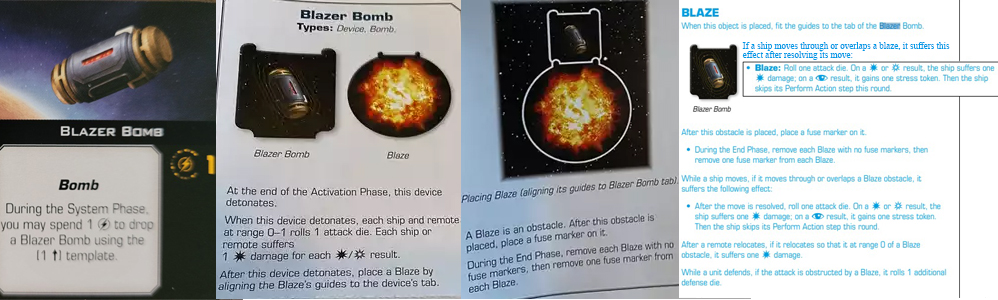 BLAZER BOMB
1
Bomb
During the System Phase,
you may spend 1 to drop
a Blazer Bomb using the
[1 ] template.
Blazer Bomb
Types: Device, Bomb,
Blazer Bomb
Blaze
At the end of the Activation Phase, this device
detonates.
When this device detonates, each ship and remote
at range 0–1 rolls 1 attack die. Each ship or
remote suffers
1 damage for each / result.
After this device detonates, place a Blaze by
aligning the Blaze's guides to the device's tab.
Placing Blaze (aligning its guides to Blazer Bomb tab)
A Blaze is an obstacle. After this obstacle is
placed, place a fuse marker on it.
During the End Phase, remove each Blaze with no
fuse markers, then remove one fuse marker from
each Blaze.
BLAZE
When this object is placed, fit the guides to the tab of the Blazer Bomb.
If a ship moves through or overlaps a blaze, it suffers this
effect after resolving its move:
• Blaze: Roll one attack die. On a or result, the ship suffers one
damage; on a result, it gains one stress token. Then the ship
skips its Perform Action step this round.
Blazer Bomb
After this obstacle is placed, place a fuse marker on it.
• During the End Phase, remove each Blaze with no fuse markers, then
remove one fuse marker from each Blaze.
While a ship moves, if it moves through or overlaps a Blaze obstacle, it
suffers the following effect:
• After the move is resolved, roll one attack die. On a or result, the
ship suffers one damage; on a result, it gains one stress token.
Then the ship skips its Perform Action step this round.
After a remote relocates, if it relocates so that it at range 0 of a Blaze
obstacle, it suffers one damage.
While a unit defends, if the attack is obstructed by a Blaze, it rolls 1 additional
defense die.